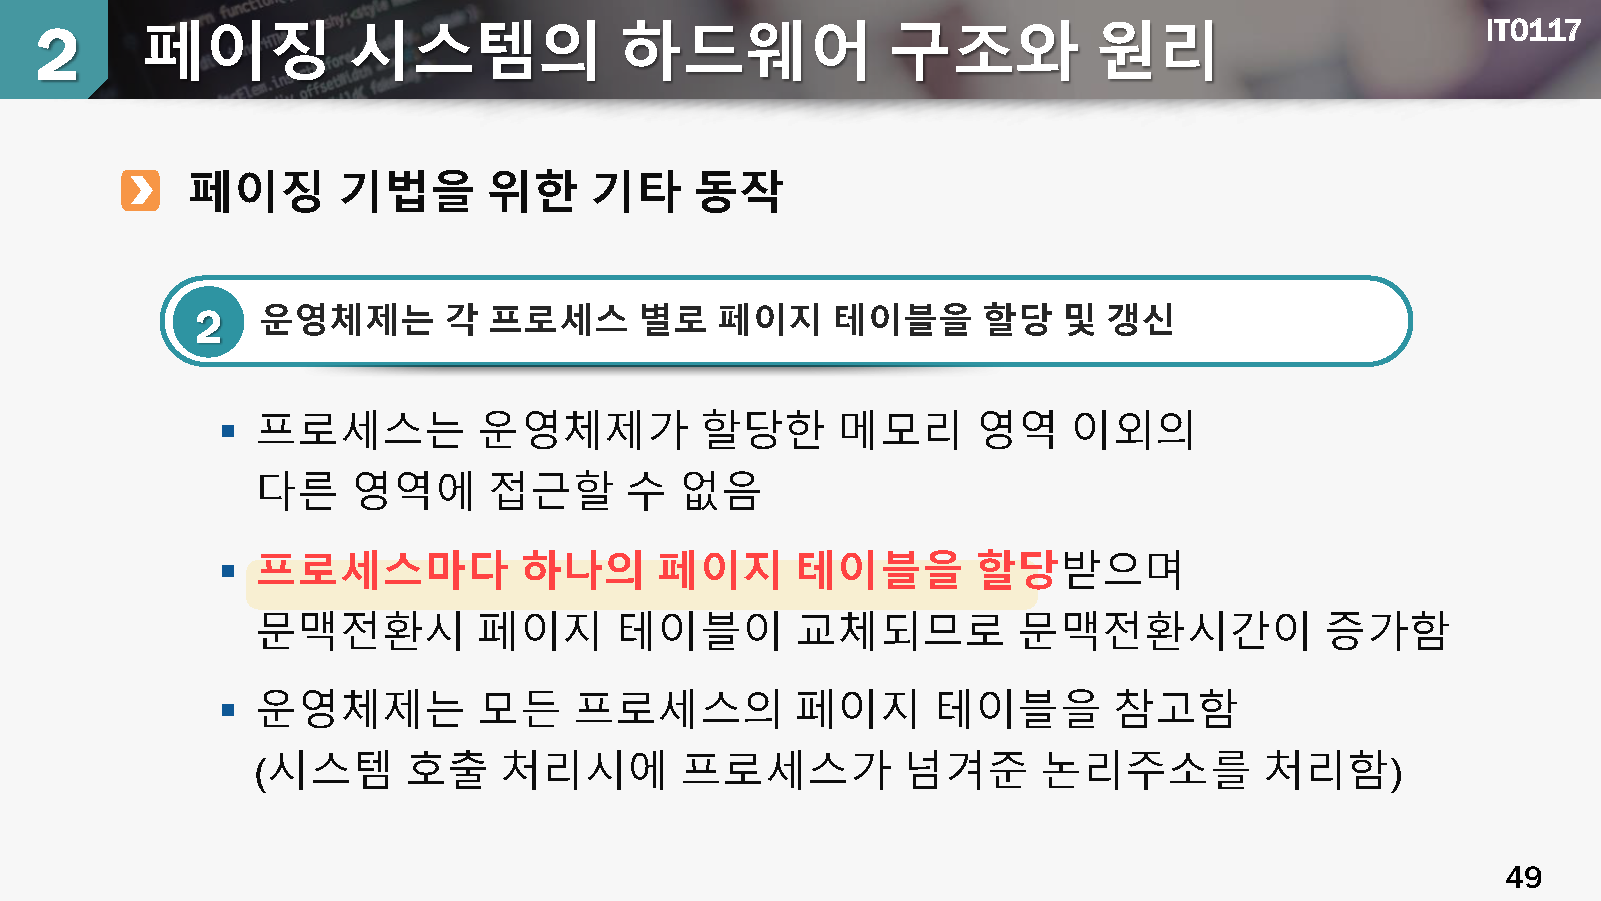 2 페이징 시스템의 하드웨어 구조와 원리
IT0117
페이징 기법을 위한 기타 동작
2 운영체제는 각 프로세스 별로 페이지 테이블을 할당 및 갱신
▪ 프로세스는 운영체제가 할당한 메모리 영역 이외의
다른 영역에 접근할 수 없음
▪ 프로세스마다 하나의 페이지 테이블을 할당받으며
문맥전환시 페이지 테이블이 교체되므로 문맥전환시간이 증가함
▪ 운영체제는 모든 프로세스의 페이지 테이블을 참고함
(시스템 호출 처리시에 프로세스가 넘겨준 논리주소를 처리함)
49